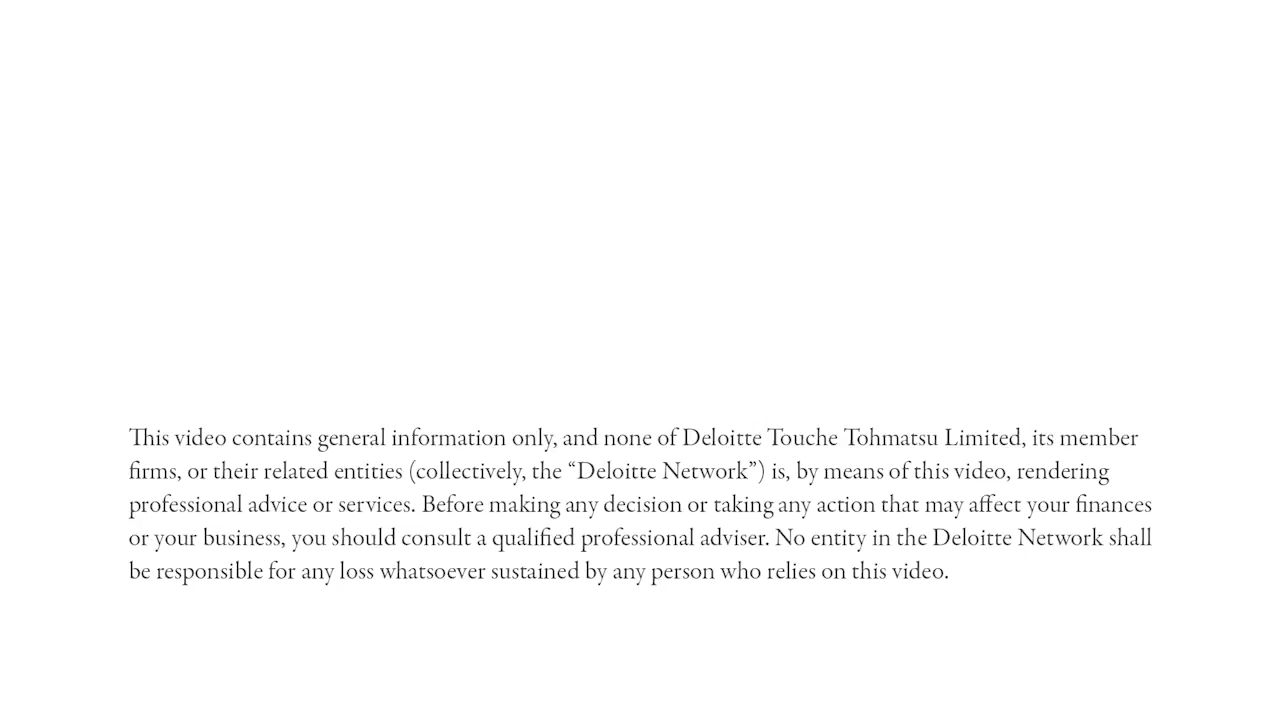 This video contains general information only, and none of Deloitte Touche Tohmatsu Limited, its member
firms, or their related entities (collectively, the “Deloitte Network”) is, by means of this video, rendering
professional advice or services. Before making any decision or taking any action that may affect your finances
or your business, you should consult a qualified professional adviser. No entity in the Deloitte Network shall
be responsible for any loss whatsoever sustained by any person who relies on this video.